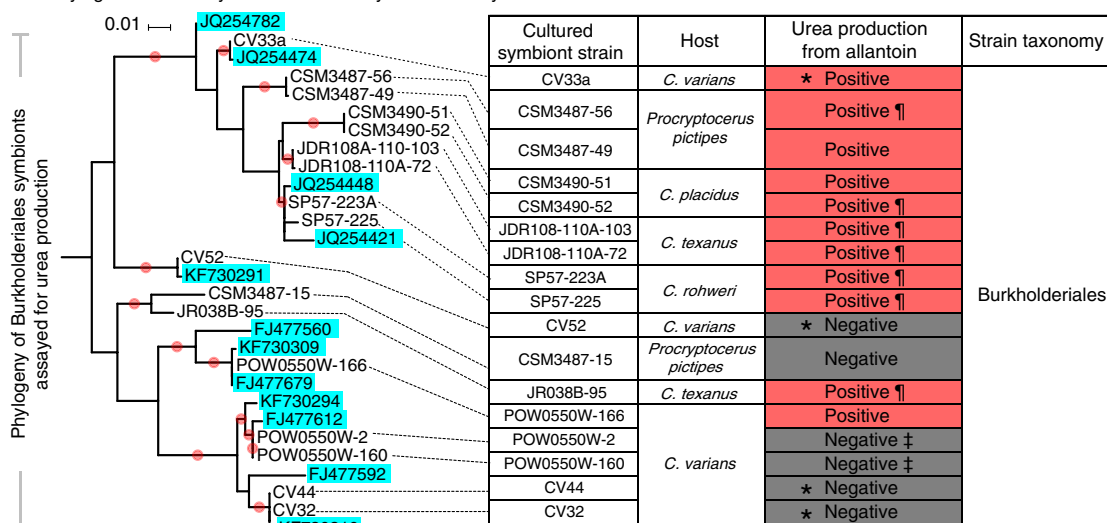 0.01
Phylogeny of Burkholderiales symbionts
assayed for urea production
JQ254782
CV33a
JQ254474
CSM3487-56
CSM3487-49
CSM3490-51
CSM3490-52
JDR108A-110-103
JDR108-110A-72
JQ254448
SP57-223A
SP57-225
JQ254421
CV52
KF730291
CSM3487-15
JR038B-95
FJ477560
KF730309
POW0550W-166
FJ477679
KF730294
FJ477612
POW0550W-2
POW0550W-160
FJ477592
CV44
CV32
Cultured
symbiont strain
Host
Urea production
from allantoin
Strain taxonomy
CV33a
C. varians
* Positive
CSM3487-56
Procryptocerus
pictipes
Positive ¶
CSM3487-49
Positive
CSM3490-51
C. placidus
Positive
CSM3490-52
Positive ¶
JDR108-110A-103
C. texanus
Positive ¶
JDR108-110A-72
Positive ¶
SP57-223A
C. rohweri
Positive ¶
SP57-225
Positive ¶
CV52
C. varians
* Negative
CSM3487-15
Procryptocerus
pictipes
Negative
JR038B-95
C. texanus
Positive ¶
POW0550W-166
C. varians
Positive
POW0550W-2
Negative ‡
POW0550W-160
Negative ‡
CV44
* Negative
CV32
* Negative
Burkholderiales